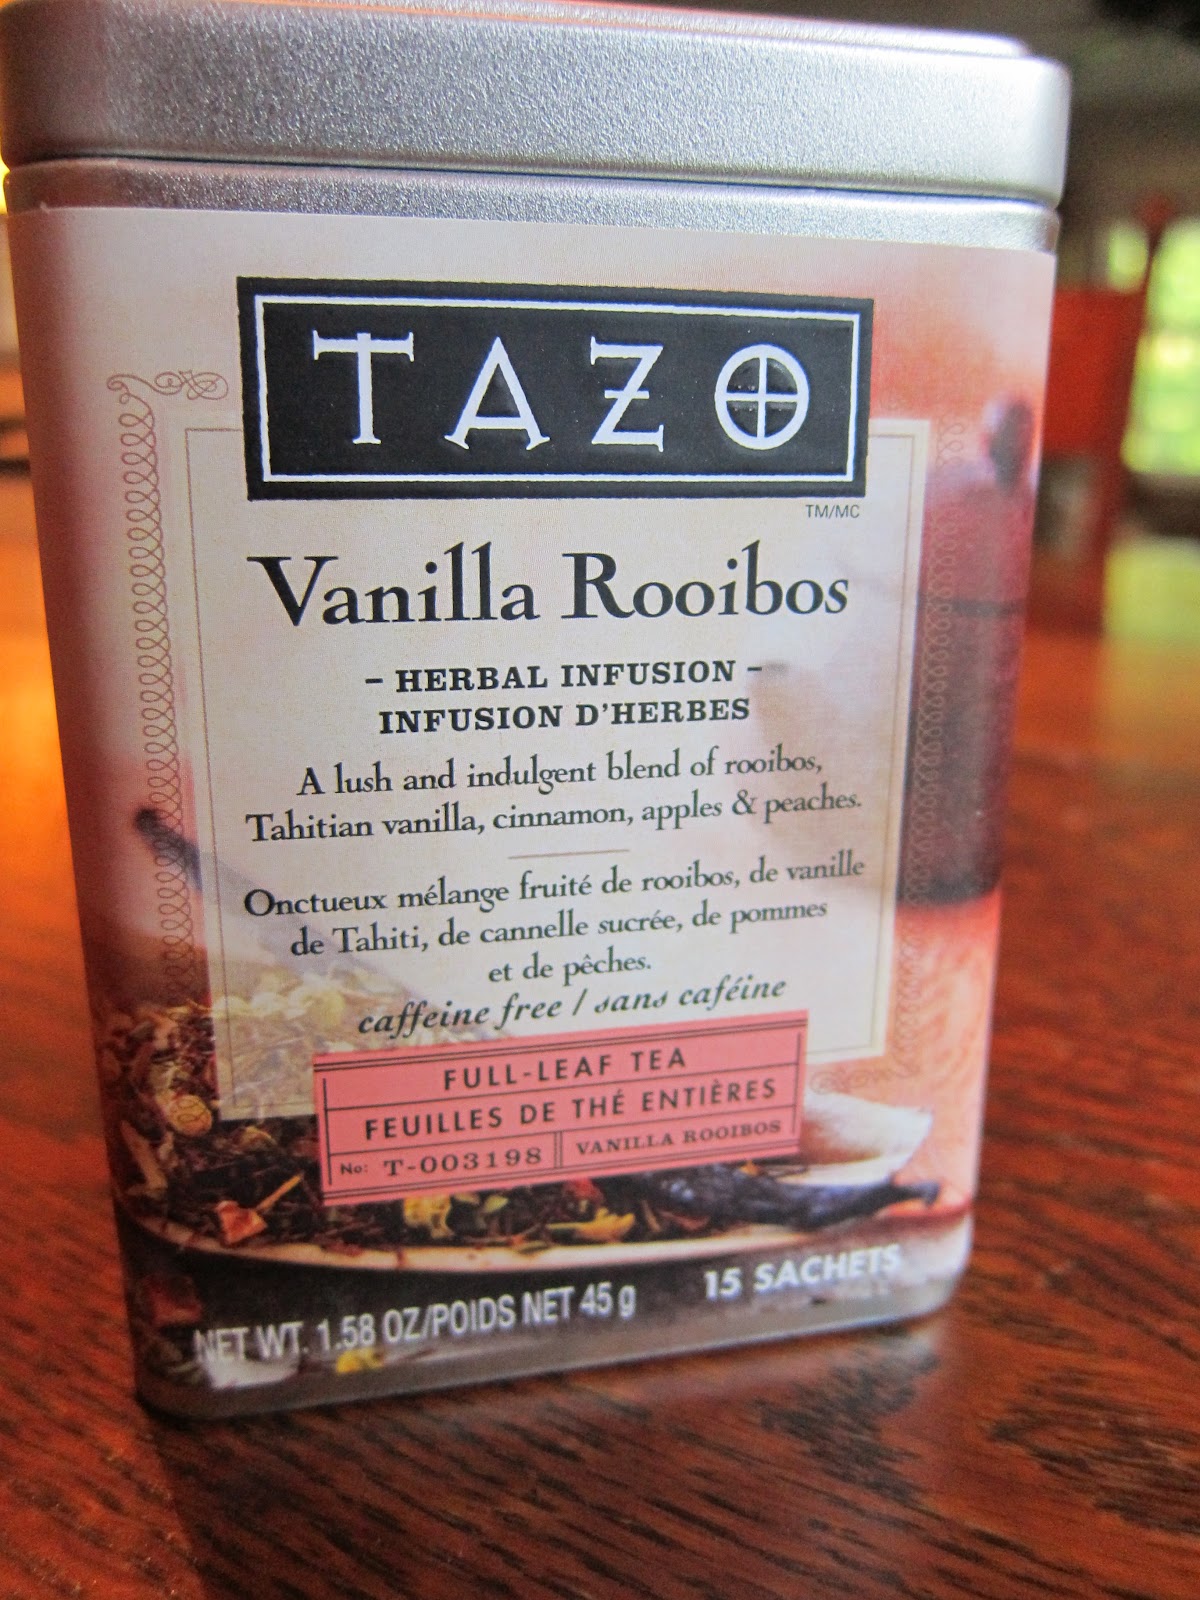 TAZO
TM/MC
Vanilla Rooibos
- HERBAL INFUSION -
INFUSION D'HERBES
A lush and indulgent blend of rooibos,
Tahitian vanilla, cinnamon, apples & peaches.
Onctueux mélange fruité de rooibos, de vanille
de Tahiti, de cannelle sucrée, de pommes
et de pêches.
caffeine free / sans caféine
FULL-LEAF TEA
FEUILLES DE THÉ ENTIÈRES
No: T-003198 VANILLA ROOIBOS
NET WT. 1.58 OZ/POIDS NET 45 g 15 SACHETS